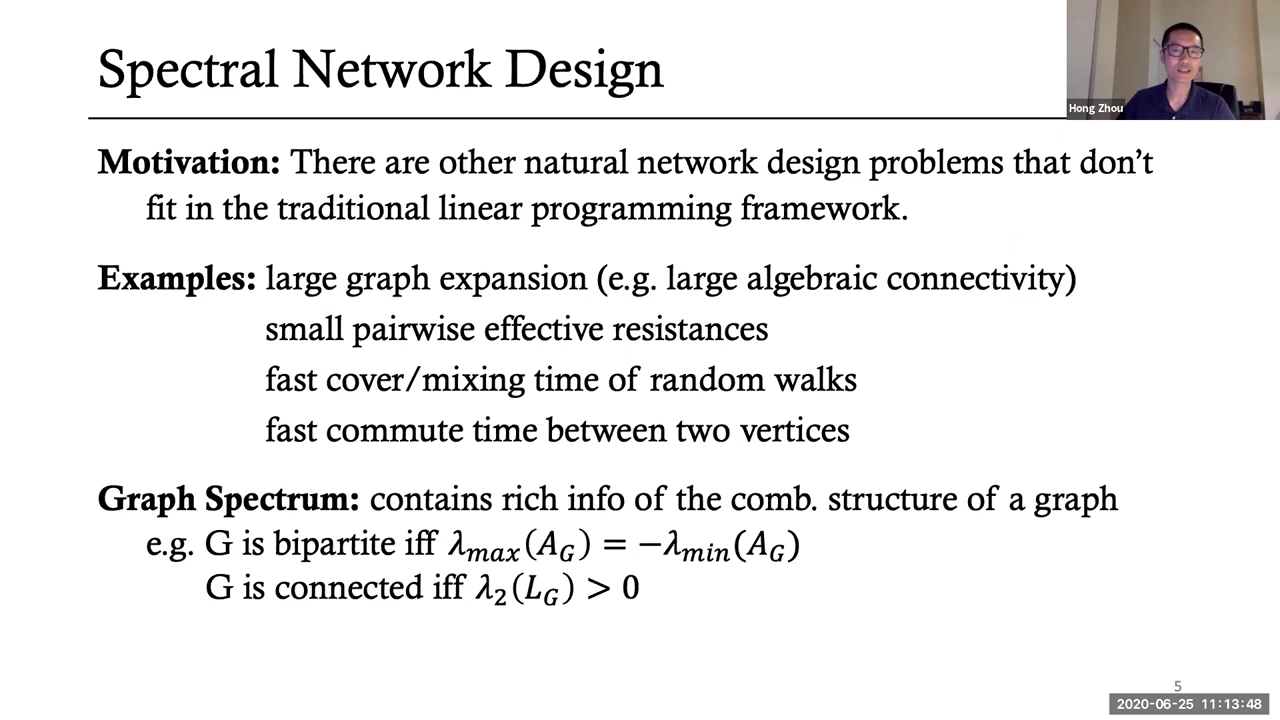 Spectral Network Design
Hong Zhou
Motivation: There are other natural network design problems that don’t
fit in the traditional linear programming framework.
Examples: large graph expansion (e.g. large algebraic connectivity)
small pairwise effective resistances
fast cover/mixing time of random walks
fast commute time between two vertices
Graph Spectrum: contains rich info of the comb. structure of a graph
e.g. G is bipartite iff λ_max(A_G) = −λ_min(A_G)
G is connected iff λ_2(L_G) > 0
5
2020-06-25 11:13:48